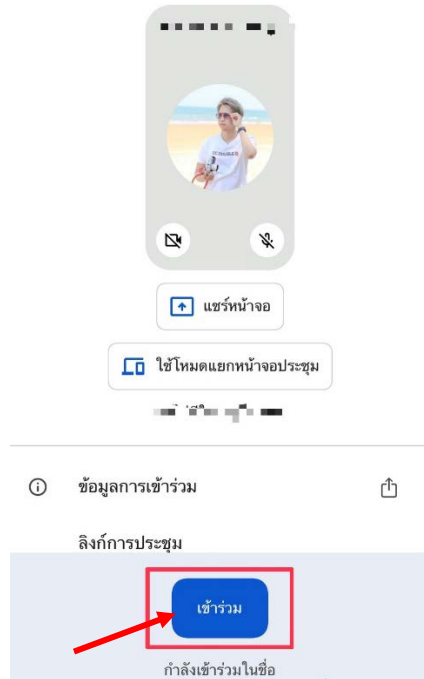 แชร์หน้าจอ
ใช้โหมดแยกหน้าจอประชุม
ข้อมูลการเข้าร่วม
ลิงก์การประชุม
เข้าร่วม
กำลังเข้าร่วมในชื่อ